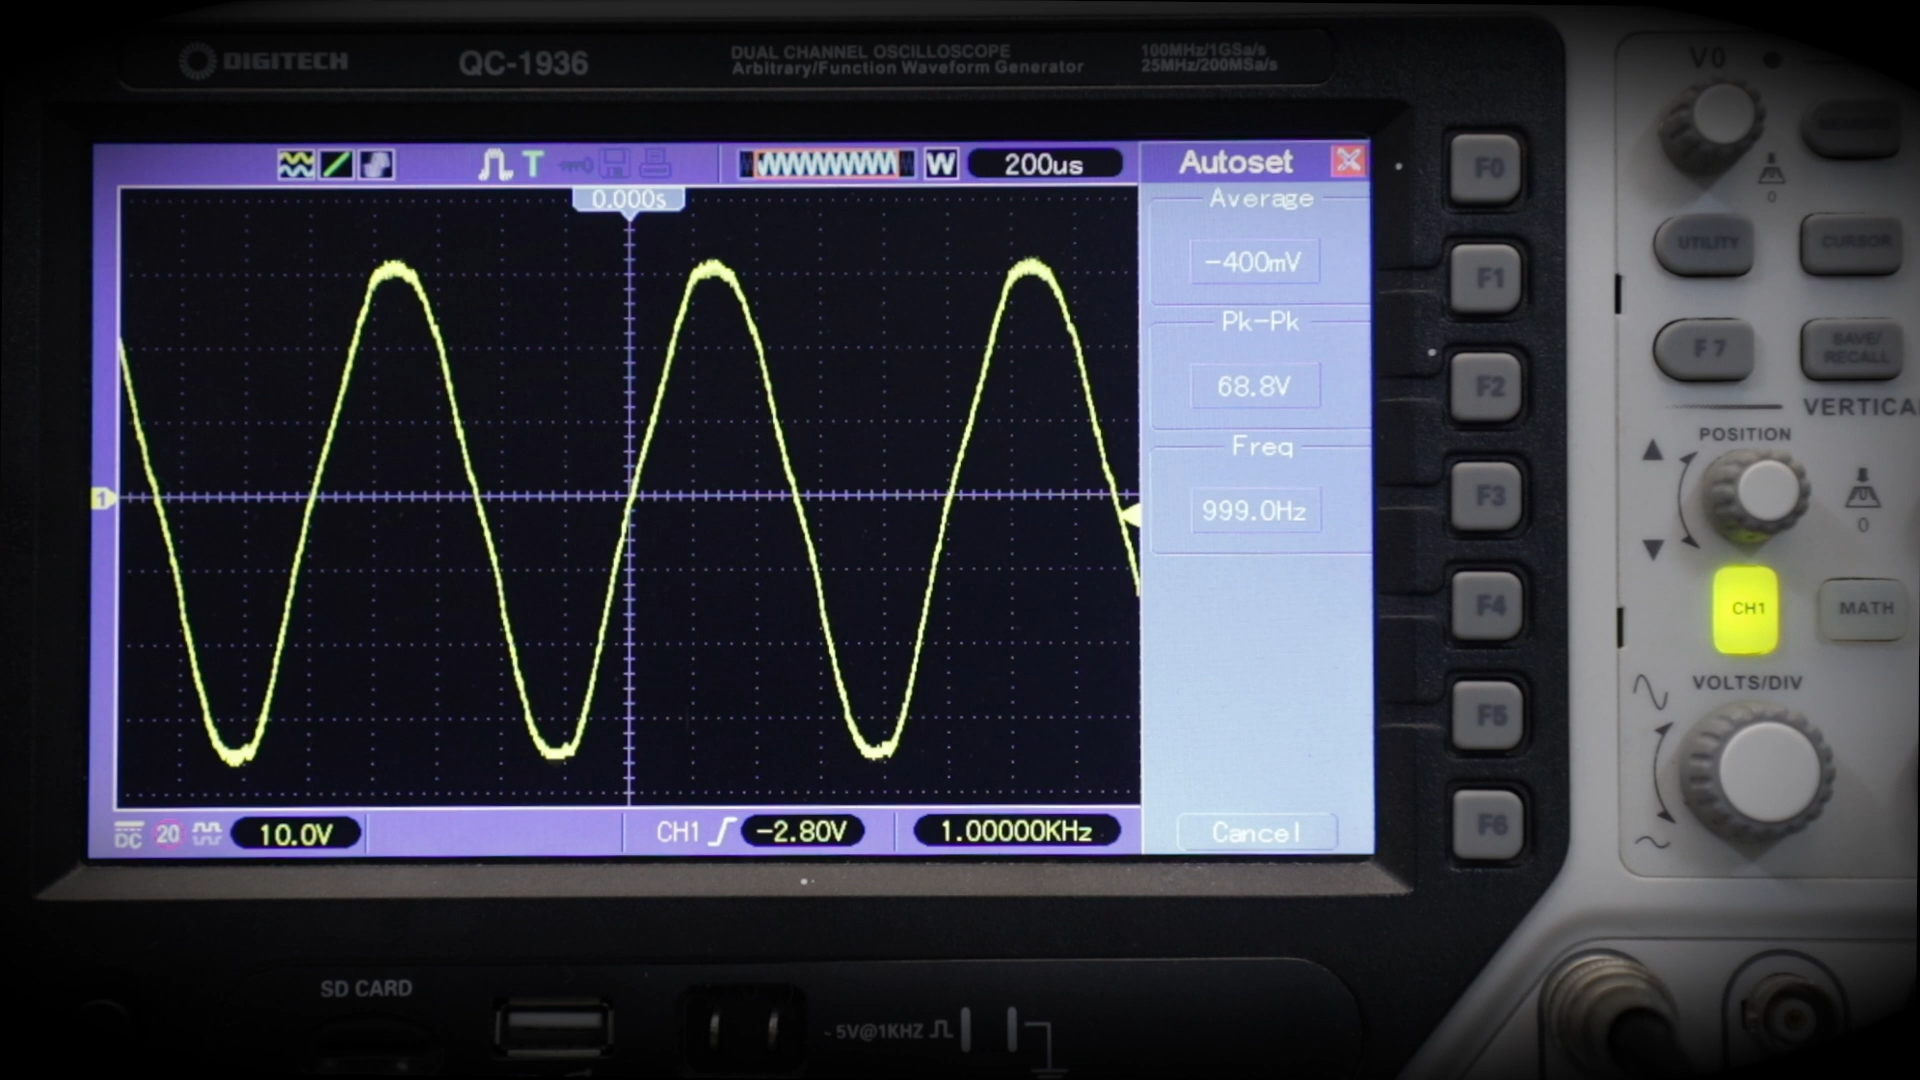 DIGITECH QC-1936 DUAL CHANNEL OSCILLOSCOPE 100MHz/1GSa/s
Arbitrary/Function Waveform Generator 25MHz/200MSa/s
V0
T W 200us Autoset
0.000s
Average
-400mV
Pk-Pk
68.8V
Freq
999.0Hz
1
DC 20 10.0V CH1 -2.80V 1.00000KHz Cancel
F0
F1
F2
F3
F4
F5
F6
0
UTILITY CURSOR
F7 SAVE/
RECALL
VERTICA
POSITION
0
CH1 MATH
VOLTS/DIV
SD CARD
~5V@1KHZ